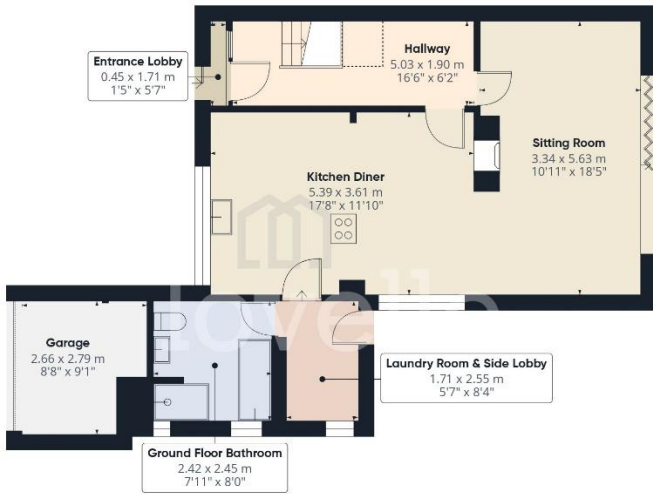 Entrance Lobby
0.45 x 1.71 m
1'5" x 5'7"
Hallway
5.03 x 1.90 m
16'6" x 6'2"
Sitting Room
3.34 x 5.63 m
10'11" x 18'5"
Kitchen Diner
5.39 x 3.61 m
17'8" x 11'10"
lovelle
Garage
2.66 x 2.79 m
8'8" x 9'1"
Laundry Room & Side Lobby
1.71 x 2.55 m
5'7" x 8'4"
Ground Floor Bathroom
2.42 x 2.45 m
7'11" x 8'0"